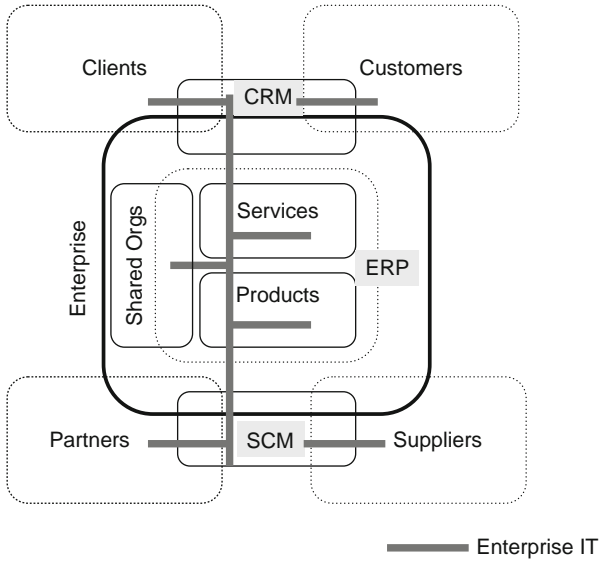 Clients
Customers
CRM
Services
Enterprise
Shared Orgs
ERP
Products
Partners
SCM
Suppliers
Enterprise IT